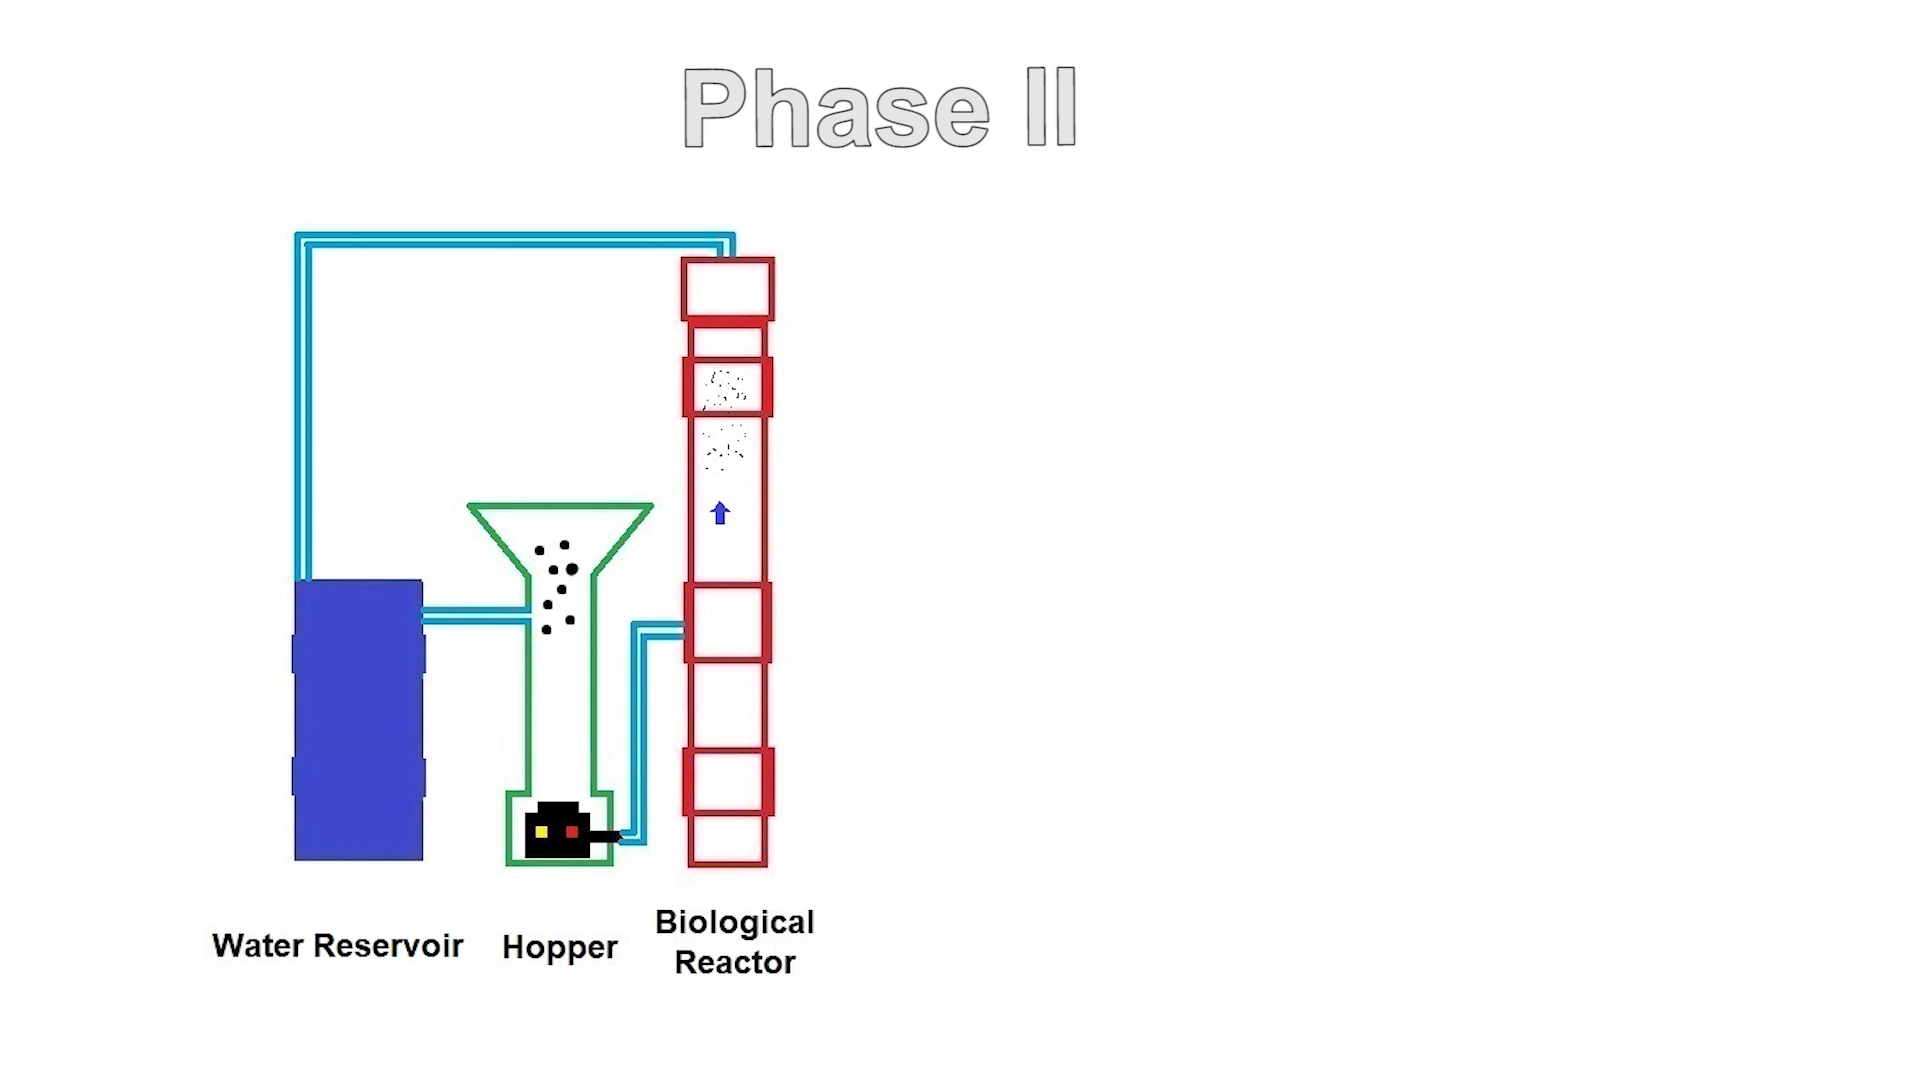 Phase II
Water Reservoir
Hopper
Biological
Reactor